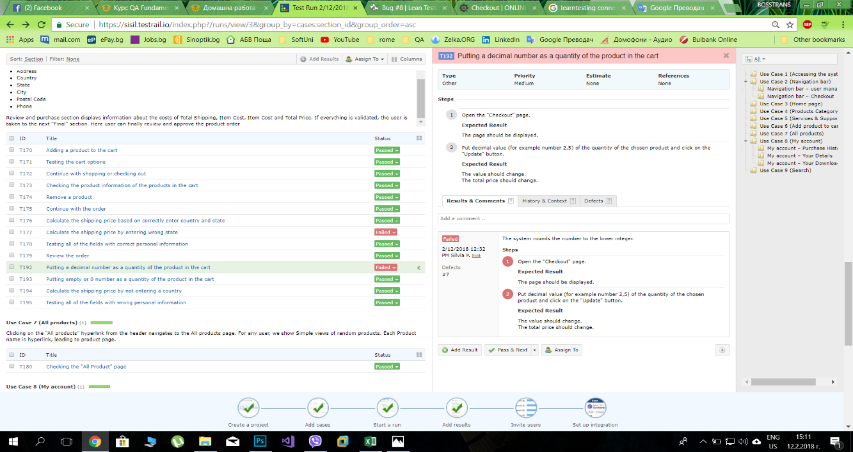 (2) Facebook
Курс QA Fundamenta
Домашна работа
Test Run 2/12/2018
Bug #8 | Lean Test
Checkout | ONLINE
learntesting conne
Google Преводач
BOSSTRANS
Secure
https://sisl.testrail.io/index.php?/runs/view/3&group_by=cases:section_id&group_order=asc
Apps
mail.com
ePay.bg
Jobs.bg
Sinoptik.bg
АБВ Поща
SoftUni
YouTube
rome
QA
Zelka.ORG
LinkedIn
Google Преводач
Домофони - Аудио
Bulbank Online
Other bookmarks
Sort: Section
Filter: None
Add Results
Assign To
Columns
Address
Country
State
City
Postal Code
Phone
Review and purchase section displays information about the costs of Total Shipping, Item Cost, Item Cost and Total Price. If everything is validated, the user is
taken to the next "Final" section. Here user can finally review and approve the product order
ID Title Status
T170 Adding a product to the cart Passed
T171 Testing the cart options Passed
T172 Continue with shopping or checking out Passed
T173 Checking the product information of the products in the cart Passed
T174 Remove a product Passed
T175 Continue with the order Passed
T176 Calculate the shipping price based on correctly enter country and state Passed
T177 Calculate the shipping price by entering wrong state Failed
T178 Testing all of the fields with correct personal information Passed
T179 Review the order Passed
T192 Putting a decimal number as a quantity of the product in the cart Failed
T193 Putting empty or 0 number as a quantity of the product in the cart Passed
T194 Calculate the shipping price by not entering a country Passed
T195 Testing all of the fields with wrong personal information Passed
Use Case 7 (All products) (1)
Clicking on the "All products" hyperlink from the header navigates to the All products page. For any user, we show Simple views of random products. Each Product
name is hyperlink, leading to product page.
ID Title Status
T180 Checking the "All Product" page Passed
Use Case 8 (My account) (1)
T192 Putting a decimal number as a quantity of the product in the cart
Type Priority Estimate References
Other Medium None None
Steps
1 Open the "Checkout" page.
Expected Result
The page should be displayed.
2 Put decimal value (for example number 2,5) of the quantity of the chosen product and click on the
"Update" button.
Expected Result
The value should change.
The total price should change.
Results & Comments
History & Context
Defects
Add a comment ..
Failed
The system rounds the number to the lower integer.
2/12/2018 12:32
PM Silvia P. Edit
Defects
#7
Steps
1 Open the "Checkout" page.
Expected Result
The page should be displayed.
2 Put decimal value (for example number 2,5) of the quantity of the chosen
product and click on the "Update" button.
Expected Result
The value should change.
The total price should change.
Add Result
Pass & Next
Assign To
All
Use Case 1 (Accessing the syst
Use Case 2 (Navigation bar)
Navigation bar – user mana
Navigation bar – Checkout
Use Case 3 (Home page)
Use Case 4 (Products Category
Use Case 5 (Services & Suppor
Use Case 6 (Add product to ca
Use Case 7 (All products)
Use Case 8 (My account)
My account – Purchase Hist
My account – Your Details
My account – Your Downloa
Use Case 9 (Search)
Create a project
Add cases
Start a run
Add results
Invite users
Set up integration
ENG
US
15:11
12.2.2018 г.